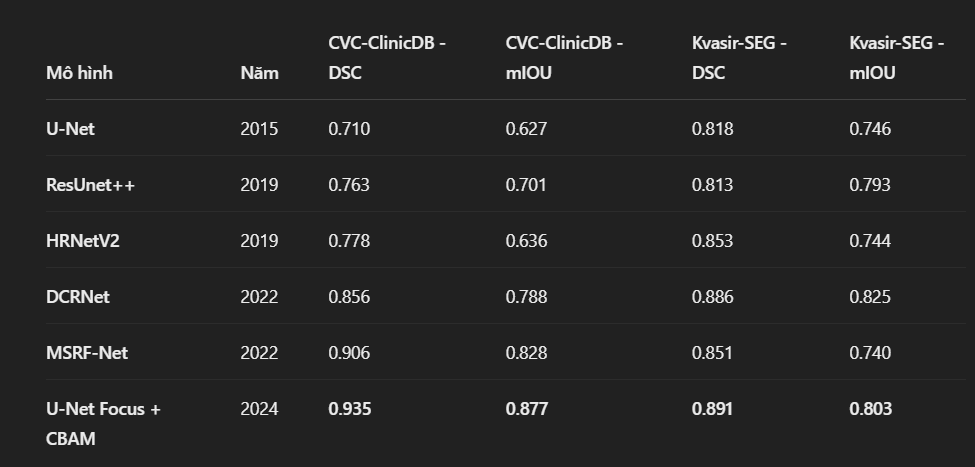 Mô hình Năm CVC-ClinicDB - DSC CVC-ClinicDB - mIOU Kvasir-SEG - DSC Kvasir-SEG - mIOU
U-Net 2015 0.710 0.627 0.818 0.746
ResUnet++ 2019 0.763 0.701 0.813 0.793
HRNetV2 2019 0.778 0.636 0.853 0.744
DCRNet 2022 0.856 0.788 0.886 0.825
MSRF-Net 2022 0.906 0.828 0.851 0.740
U-Net Focus + CBAM 2024 0.935 0.877 0.891 0.803